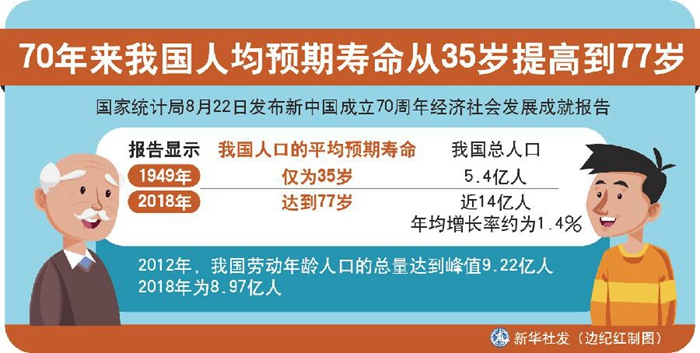 70年来我国人均预期寿命从35岁提高到77岁
国家统计局8月22日发布新中国成立70周年经济社会发展成就报告
报告显示 我国人口的平均预期寿命 我国总人口
1949年 仅为35岁 5.4亿人
2018年 达到77岁 近14亿人
年均增长率约为1.4%
2012年，我国劳动年龄人口的总量达到峰值9.22亿人
2018年为8.97亿人
新华社发（边纪红制图）